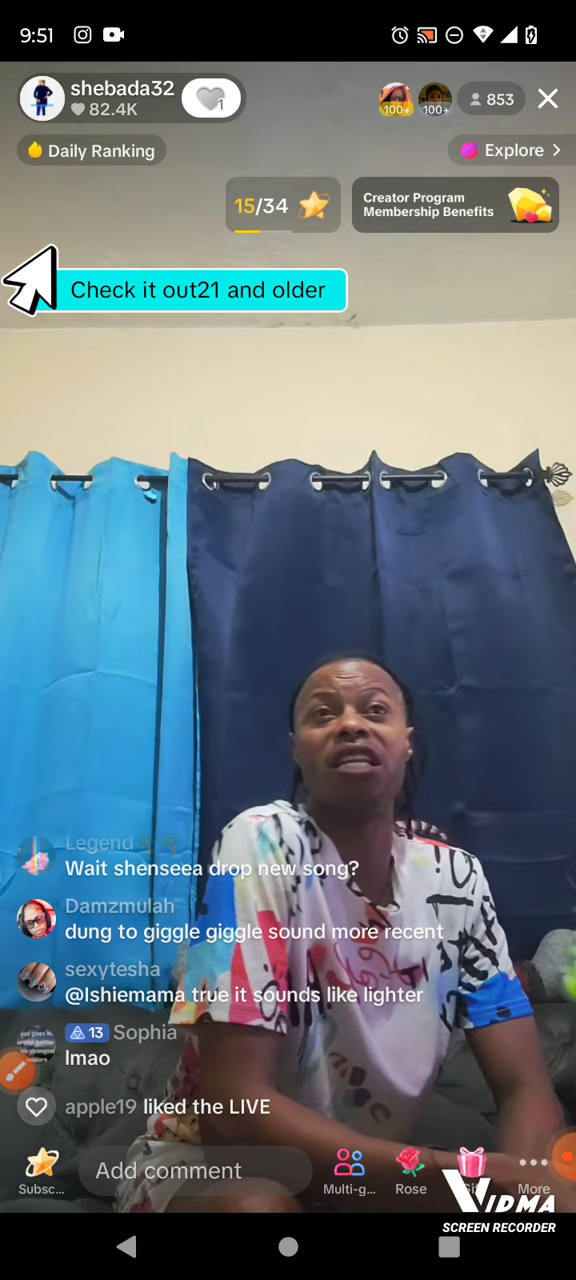 9:51
shebada32
82.4K
1
100+
100+
853
Daily Ranking
Explore >
15/34
Creator Program
Membership Benefits
Check it out21 and older
Legend
Wait shenseea drop new song?
Damzmulah
dung to giggle giggle sound more recent
sexytesha
@Ishiemama true it sounds like lighter
13 Sophia
lmao
apple19 liked the LIVE
Add comment
Subsc...
Multi-g...
Rose
More
VIDMA
SCREEN RECORDER